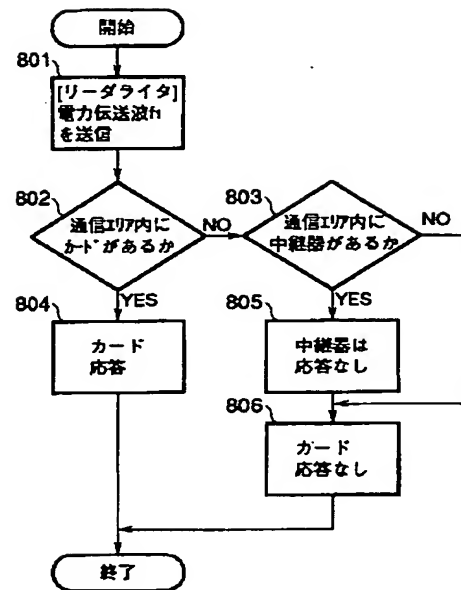 開始
801
[リーダライタ]
電力伝送波f1
を送信
802
通信エリア内に
カードがあるか
NO
803
通信エリア内に
中継器があるか
NO
YES
804
カード
応答
YES
805
中継器は
応答なし
806
カード
応答なし
終了